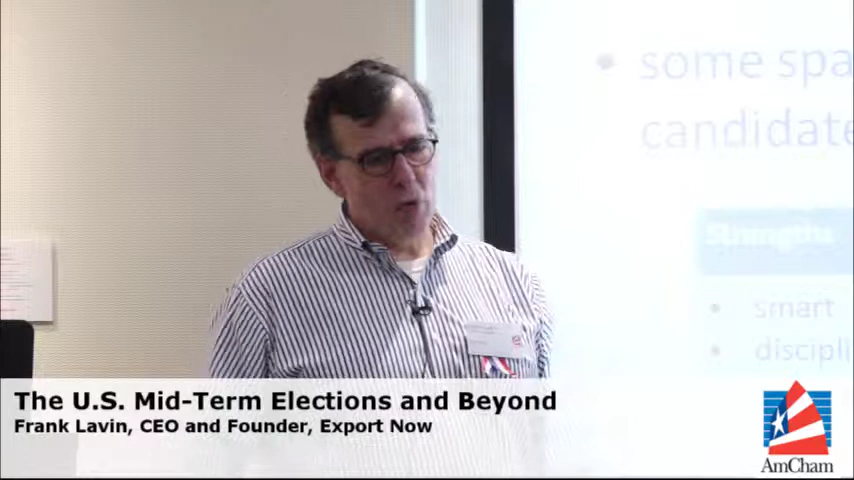 some spa
candidate
Strengths
smart
discipli
The U.S. Mid-Term Elections and Beyond
Frank Lavin, CEO and Founder, Export Now
AmCham